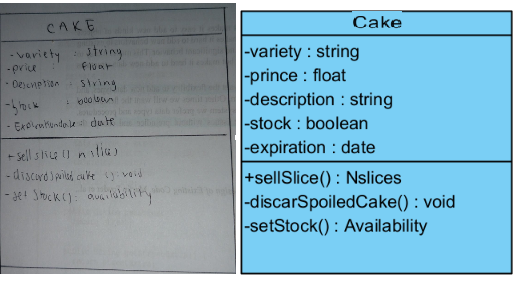 CAKE
- variety : string
- price : float
- Description : string
- Stock : boolean
- Expirationdate : date
+ sellslice() nslices
- discardspoiledcake () : void
- set Stock() : availability
Cake
-variety : string
-prince : float
-description : string
-stock : boolean
-expiration : date
+sellSlice() : Nslices
-discarSpoiledCake() : void
-setStock() : Availability